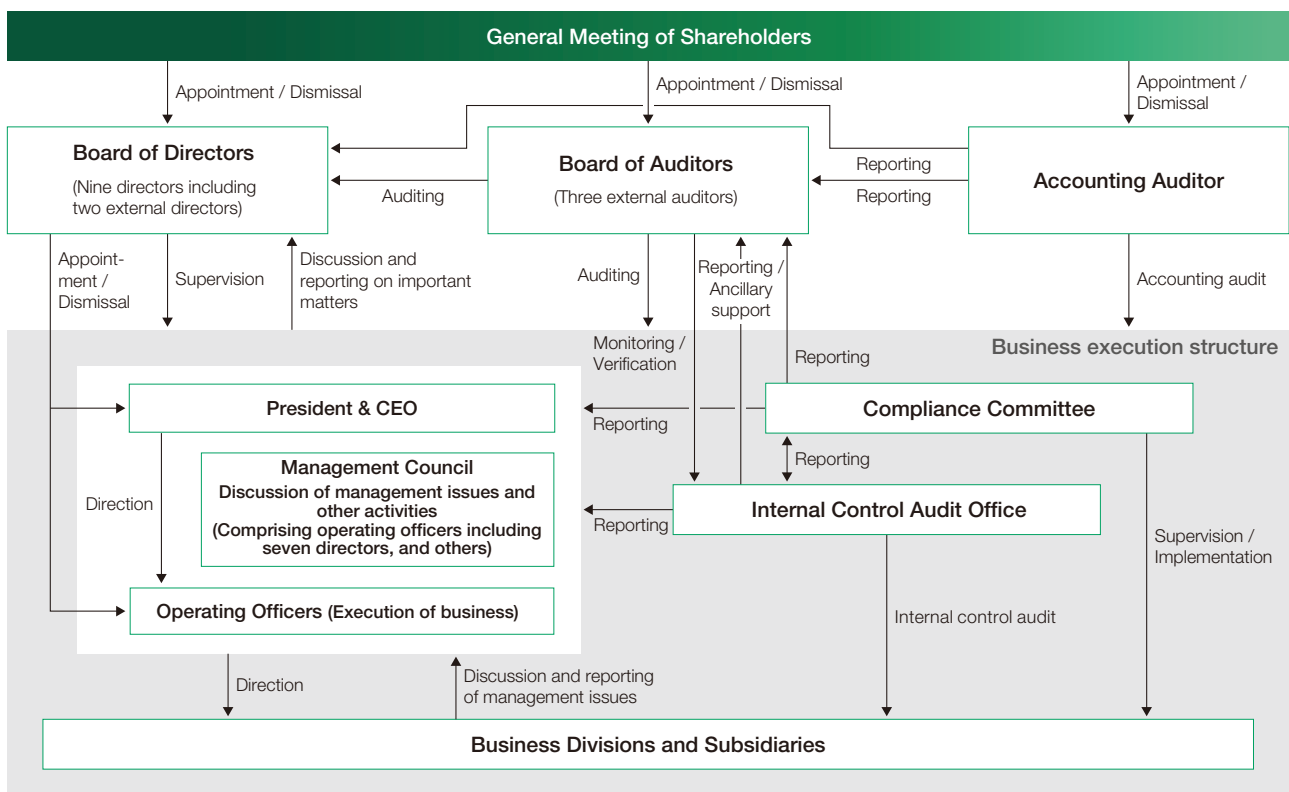 General Meeting of Shareholders
Appointment / Dismissal
Appointment / Dismissal
Appointment /
Dismissal
Board of Directors
(Nine directors including
two external directors)
Auditing
Board of Auditors
(Three external auditors)
Reporting
Reporting
Accounting Auditor
Appoint-
ment /
Dismissal
Supervision
Discussion and
reporting on important
matters
Auditing
Reporting /
Ancillary
support
Accounting audit
Business execution structure
Monitoring /
Verification
Reporting
President & CEO
Reporting
Compliance Committee
Reporting
Management Council
Discussion of management issues and
other activities
(Comprising operating officers including
seven directors, and others)
Direction
Reporting
Internal Control Audit Office
Supervision /
Implementation
Operating Officers (Execution of business)
Internal control audit
Direction
Discussion and reporting
of management issues
Business Divisions and Subsidiaries